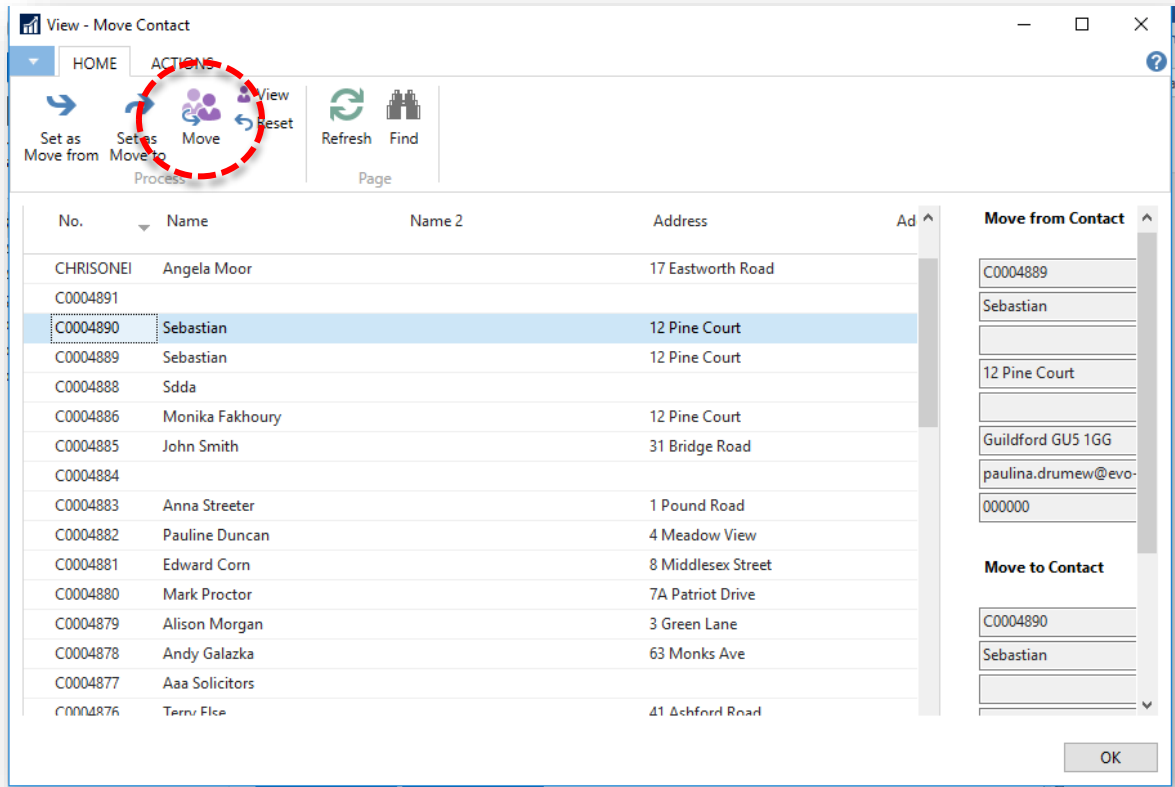 View - Move Contact
HOME ACTIONS
Set as Move from
Set as Move to
Move
View
Reset
Refresh
Find
Process
Page
No. Name Name 2 Address
CHRISONEI Angela Moor 17 Eastworth Road
C0004891
C0004890 Sebastian 12 Pine Court
C0004889 Sebastian 12 Pine Court
C0004888 Sdda
C0004886 Monika Fakhoury 12 Pine Court
C0004885 John Smith 31 Bridge Road
C0004884
C0004883 Anna Streeter 1 Pound Road
C0004882 Pauline Duncan 4 Meadow View
C0004881 Edward Corn 8 Middlesex Street
C0004880 Mark Proctor 7A Patriot Drive
C0004879 Alison Morgan 3 Green Lane
C0004878 Andy Galazka 63 Monks Ave
C0004877 Aaa Solicitors
C0004876 Terry Else 41 Ashford Road
Move from Contact
C0004889
Sebastian
12 Pine Court
Guildford GU5 1GG
paulina.drumew@evo-
000000
Move to Contact
C0004890
Sebastian
OK